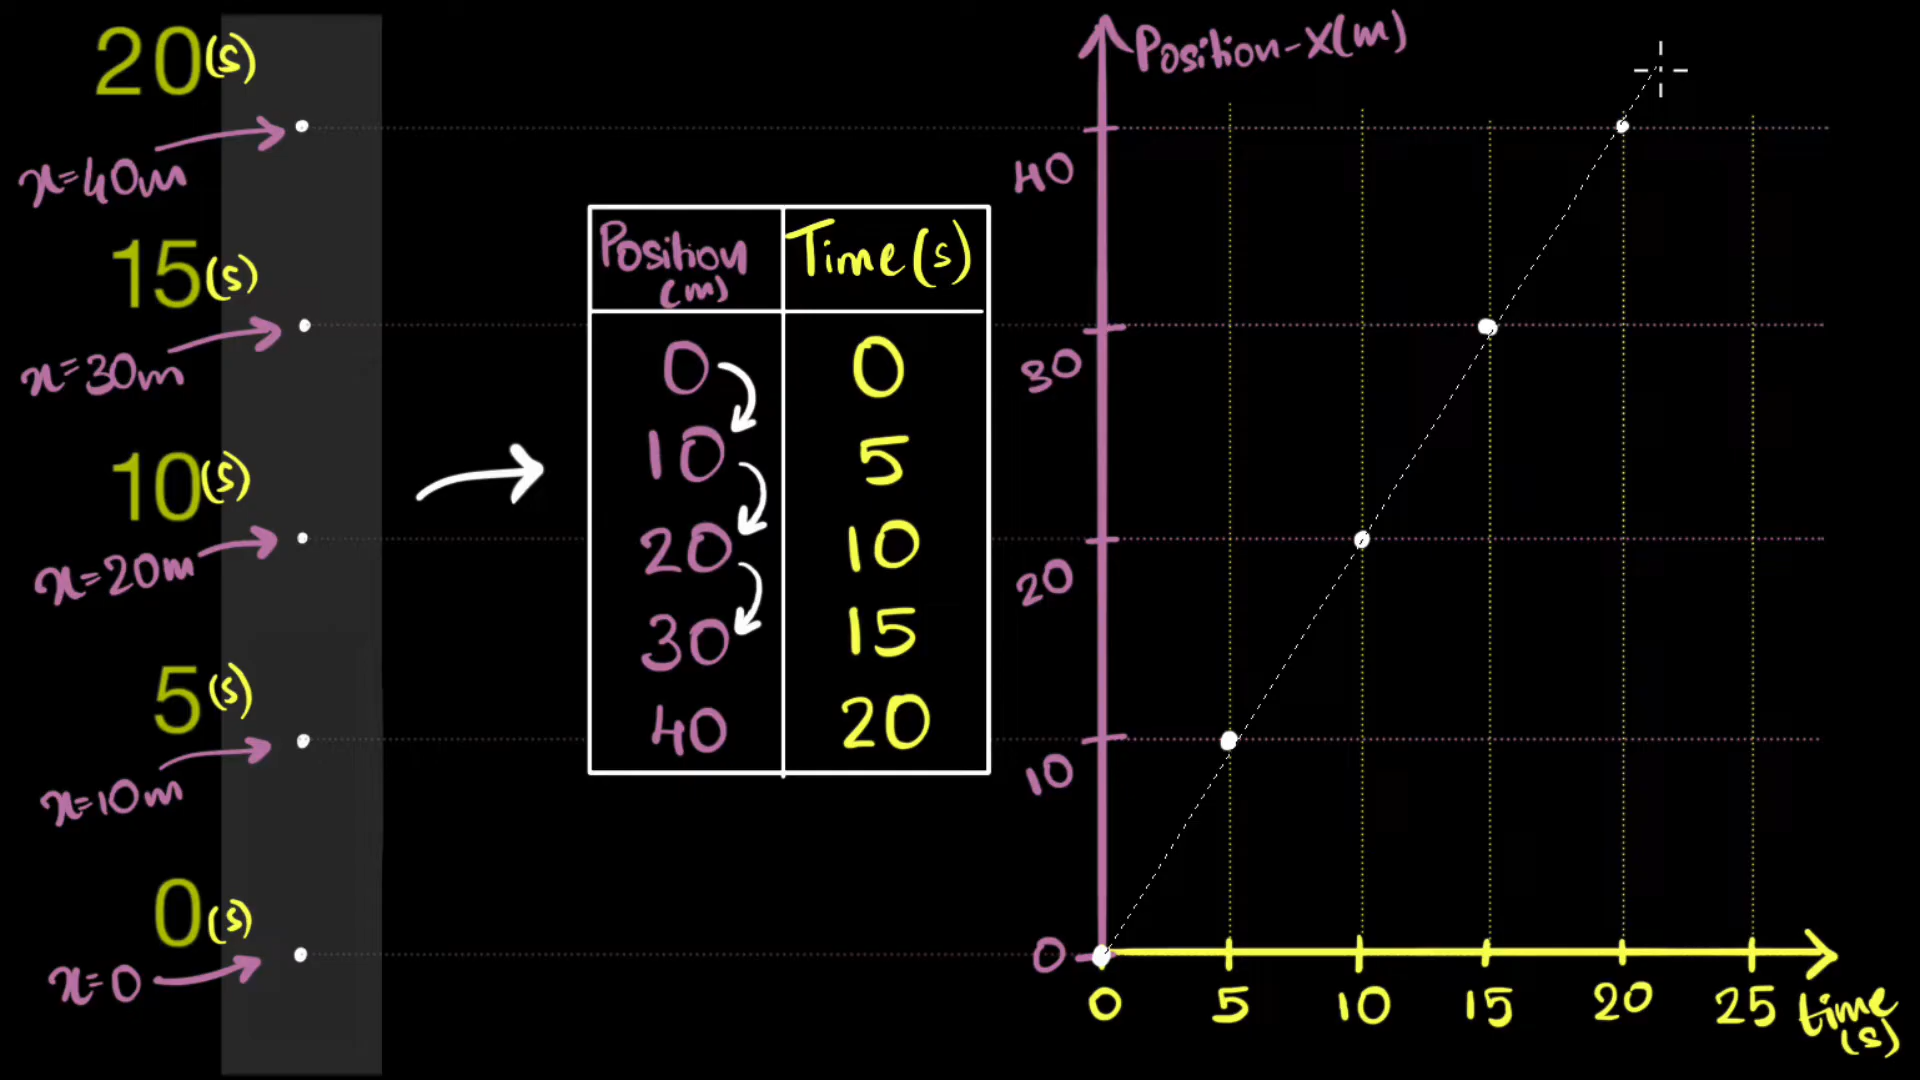 20(s)
x=40m
15(s)
x=30m
10(s)
x=20m
5(s)
x=10m
0(s)
x=0
Position (m) Time(s)
0 0
10 5
20 10
30 15
40 20
Position-X(m)
40
30
20
10
0
0 5 10 15 20 25 time (s)